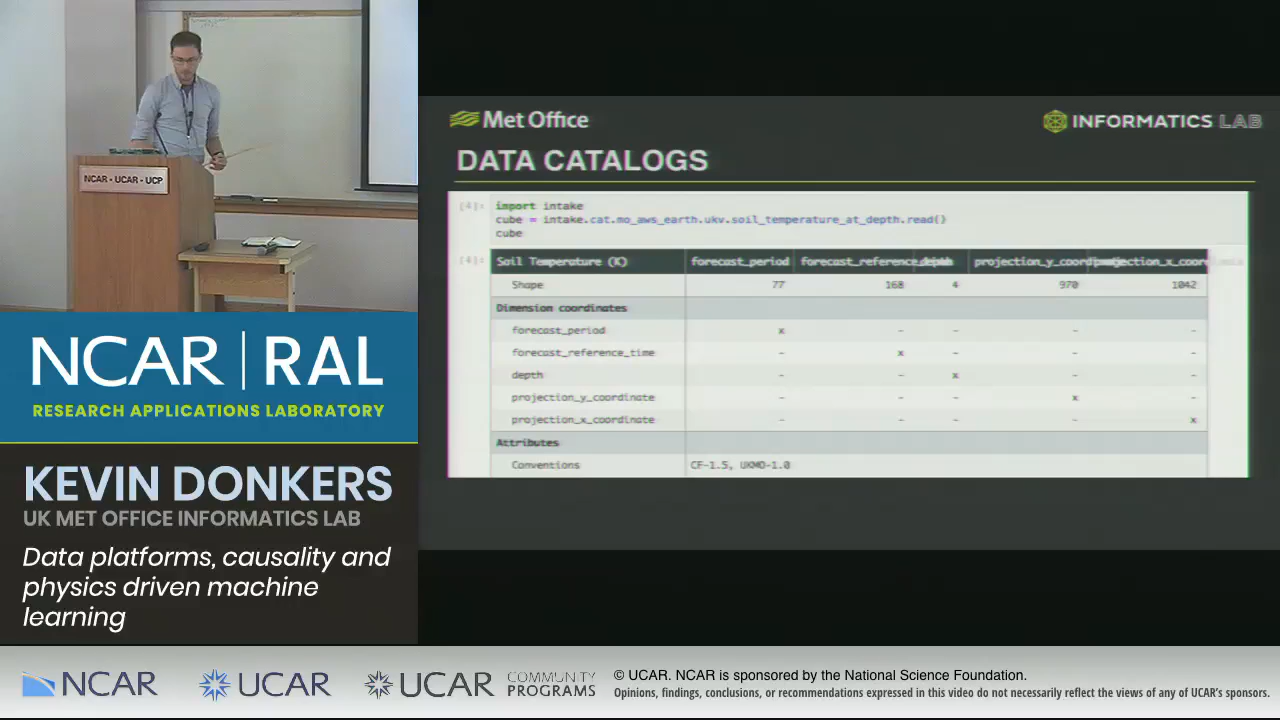 NCAR - UCAR - UCP
NCAR | RAL
RESEARCH APPLICATIONS LABORATORY
KEVIN DONKERS
UK MET OFFICE INFORMATICS LAB
Data platforms, causality and
physics driven machine
learning
Met Office
INFORMATICS LAB
DATA CATALOGS
[4]: import intake
cube = intake.cat.mo_aws_earth.ukv.soil_temperature_at_depth.read()
cube
[4]: Soil Temperature (K) forecast_period forecast_reference projection_y_coordinate
Shape 77 168 4 970 1042
Dimension coordinates
forecast_period x - - - -
forecast_reference_time - x - - -
depth - - x - -
projection_y_coordinate - - - x -
projection_x_coordinate - - - - x
Attributes
Conventions CF-1.5, UKMO-1.0
NCAR UCAR UCAR COMMUNITY PROGRAMS
© UCAR. NCAR is sponsored by the National Science Foundation.
Opinions, findings, conclusions, or recommendations expressed in this video do not necessarily reflect the views of any of UCAR's sponsors.